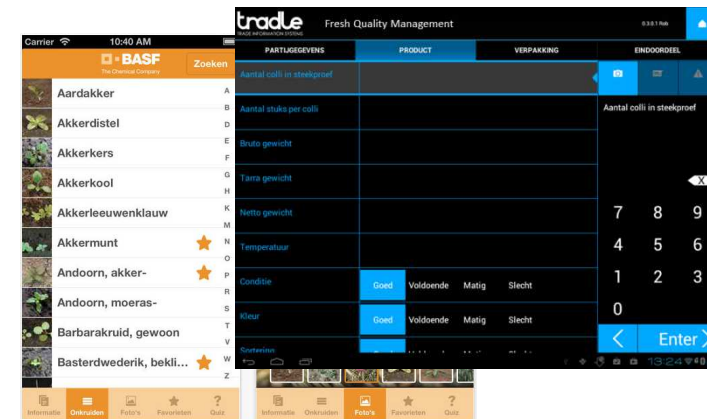 Carrier 10:40 AM
BASF
The Chemical Company
Zoeken
Aardakker
Akkerdistel
Akkerkers
Akkerkool
Akkerleeuwenklauw
Akkermunt
Andoorn, akker-
Andoorn, moeras-
Barbarakruid, gewoon
Basterdwederik, bekli...
A
B
D
E
F
G
H
K
M
N
O
P
R
S
T
V
W
Z
Informatie Onkruiden Foto's Favorieten Quiz
tradle Fresh Quality Management
TRADE INFORMATION SYSTEMS
PARTIJGEGEVENS PRODUCT VERPAKKING EINDOORDEEL
Aantal colli in steekproef
Aantal stuks per colli
Bruto gewicht
Tarra gewicht
Netto gewicht
Temperatuur
Conditie Goed Voldoende Matig Slecht
Kleur Goed Voldoende Matig Slecht
Sortering
Aantal colli in steekproef
X
7 8 9
4 5 6
1 2 3
0
< Enter >
13:24
Informatie Onkruiden Foto's Favorieten Quiz